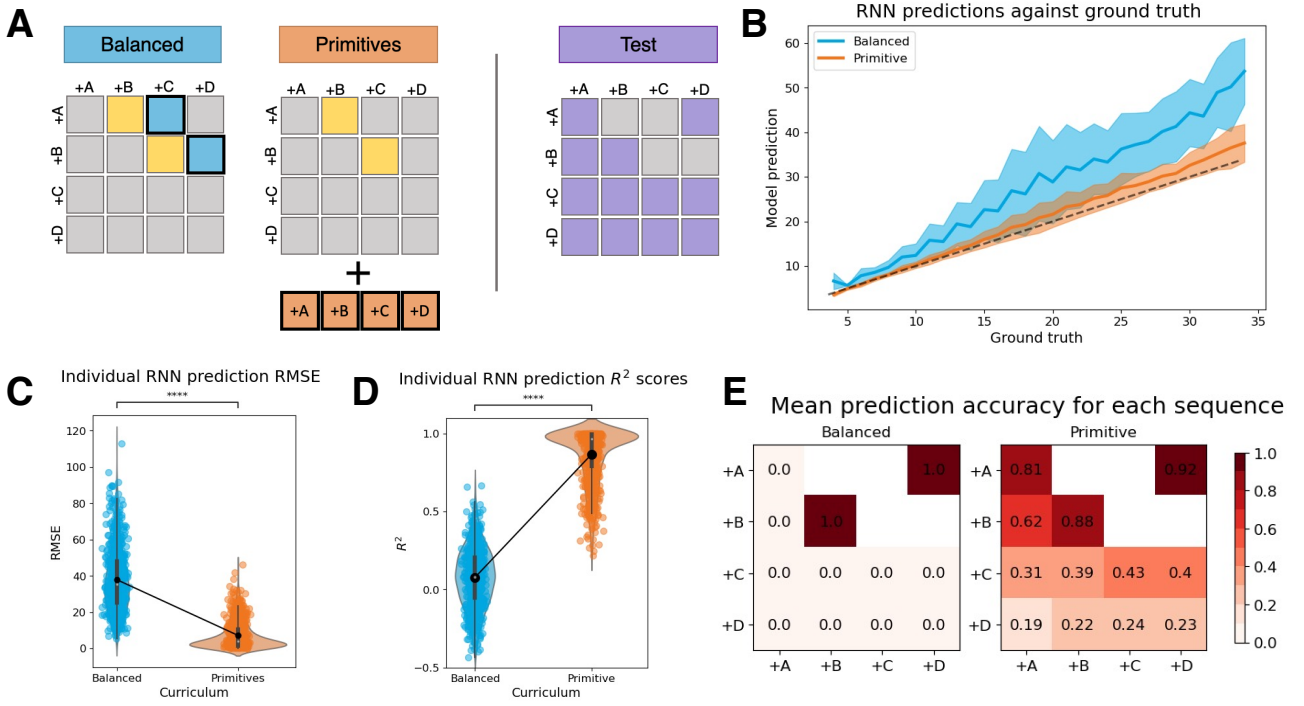 A
Balanced
Primitives
Test
+A +B +C +D
+A
+B
+C
+D
+A +B +C +D
+A
+B
+C
+D
+
+A +B +C +D
+A +B +C +D
+A
+B
+C
+D
B
RNN predictions against ground truth
Balanced
Primitive
Model prediction
60
50
40
30
20
10
5 10 15 20 25 30 35
Ground truth
C
Individual RNN prediction RMSE
****
RMSE
120
100
80
60
40
20
0
Balanced Primitives
Curriculum
D
Individual RNN prediction R² scores
****
R²
1.0
0.5
0.0
−0.5
Balanced Primitive
Curriculum
E
Mean prediction accuracy for each sequence
Balanced
+A 0.0 1.0
+B 0.0 1.0
+C 0.0 0.0 0.0 0.0
+D 0.0 0.0 0.0 0.0
+A +B +C +D
Primitive
+A 0.81 0.92
+B 0.62 0.88
+C 0.31 0.39 0.43 0.4
+D 0.19 0.22 0.24 0.23
+A +B +C +D
1.0
0.8
0.6
0.4
0.2
0.0